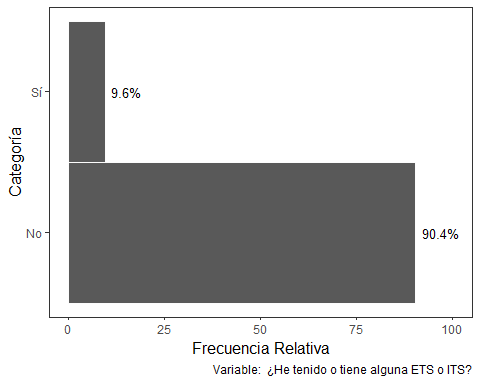 Sí
9.6%
Categoría
No
90.4%
0
25
50
75
100
Frecuencia Relativa
Variable: ¿He tenido o tiene alguna ETS o ITS?